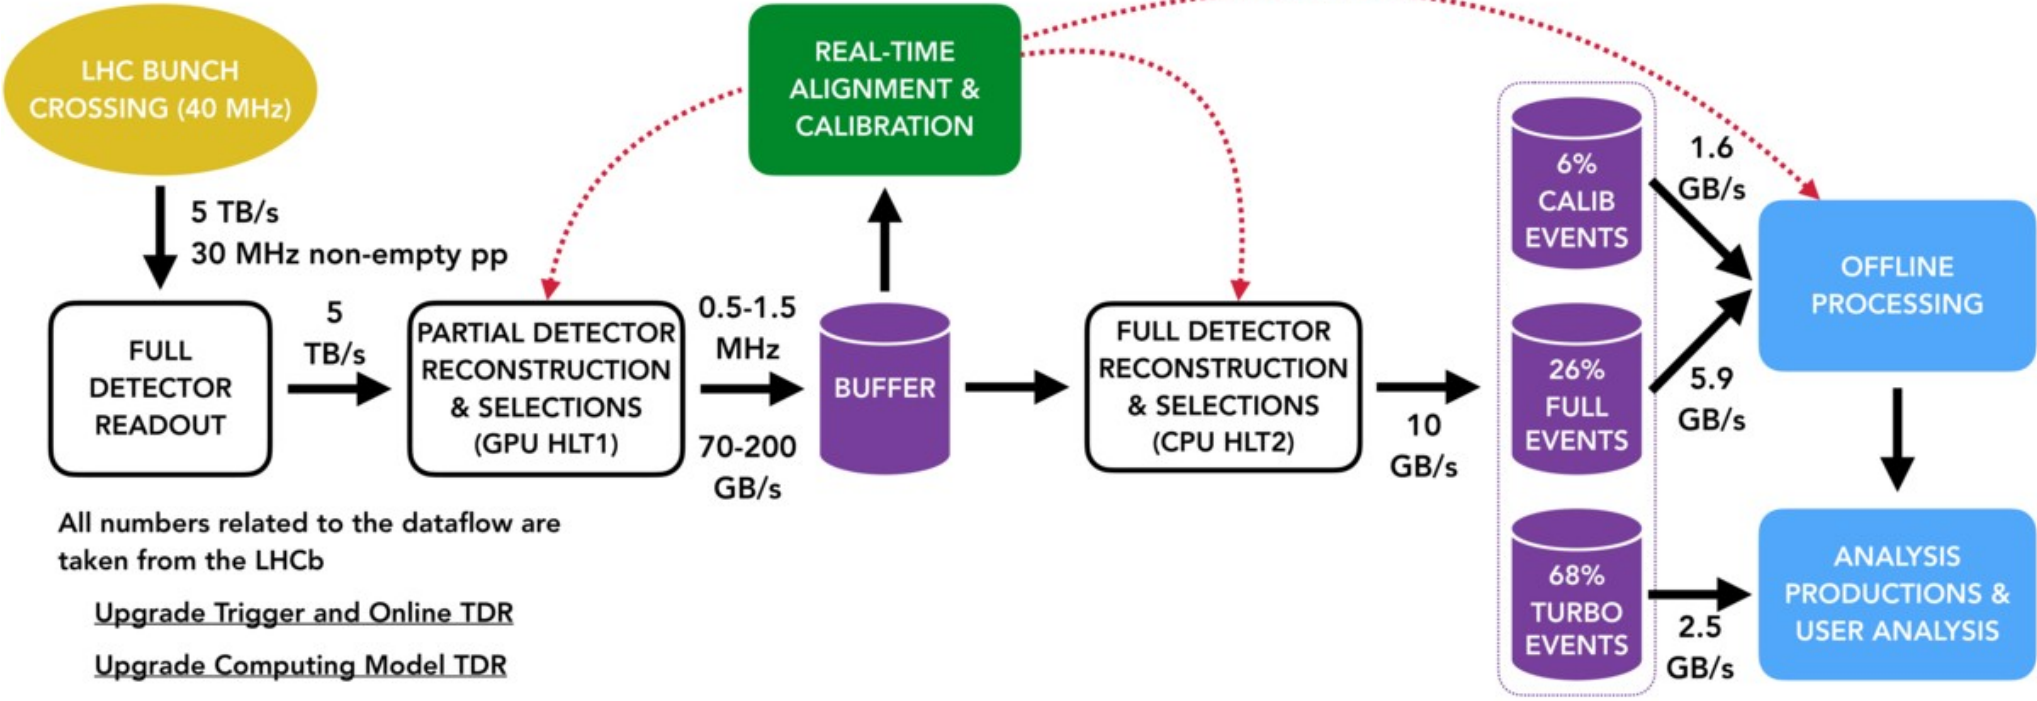 LHC BUNCH
CROSSING (40 MHz)
5 TB/s
30 MHz non-empty pp
FULL
DETECTOR
READOUT
5
TB/s
PARTIAL DETECTOR
RECONSTRUCTION
& SELECTIONS
(GPU HLT1)
0.5-1.5
MHz
70-200
GB/s
REAL-TIME
ALIGNMENT &
CALIBRATION
BUFFER
FULL DETECTOR
RECONSTRUCTION
& SELECTIONS
(CPU HLT2)
10
GB/s
6%
CALIB
EVENTS
1.6
GB/s
26%
FULL
EVENTS
5.9
GB/s
68%
TURBO
EVENTS
2.5
GB/s
OFFLINE
PROCESSING
ANALYSIS
PRODUCTIONS &
USER ANALYSIS
All numbers related to the dataflow are
taken from the LHCb
Upgrade Trigger and Online TDR
Upgrade Computing Model TDR